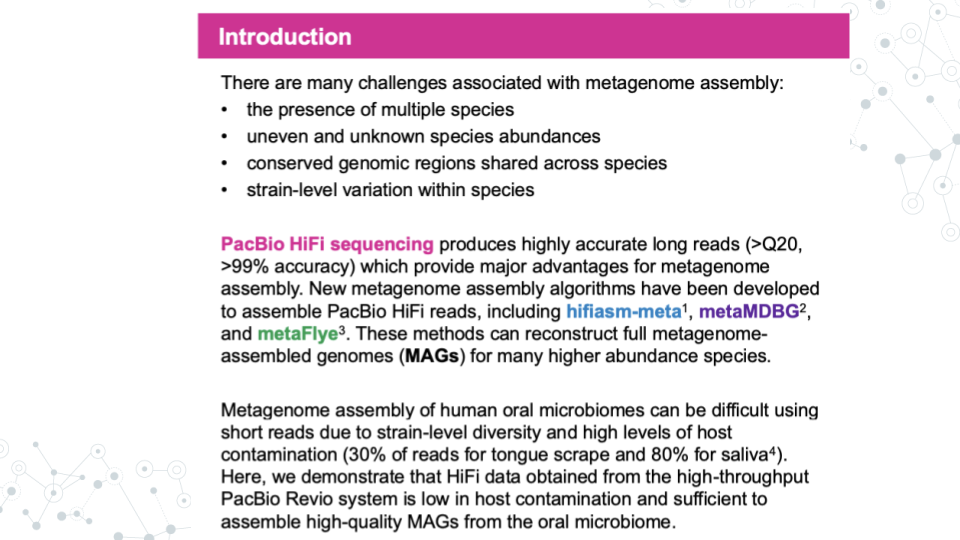 Introduction
There are many challenges associated with metagenome assembly:
• the presence of multiple species
• uneven and unknown species abundances
• conserved genomic regions shared across species
• strain-level variation within species
PacBio HiFi sequencing produces highly accurate long reads (>Q20,
>99% accuracy) which provide major advantages for metagenome
assembly. New metagenome assembly algorithms have been developed
to assemble PacBio HiFi reads, including hifiasm-meta¹, metaMDBG²,
and metaFlye³. These methods can reconstruct full metagenome-
assembled genomes (MAGs) for many higher abundance species.
Metagenome assembly of human oral microbiomes can be difficult using
short reads due to strain-level diversity and high levels of host
contamination (30% of reads for tongue scrape and 80% for saliva⁴).
Here, we demonstrate that HiFi data obtained from the high-throughput
PacBio Revio system is low in host contamination and sufficient to
assemble high-quality MAGs from the oral microbiome.